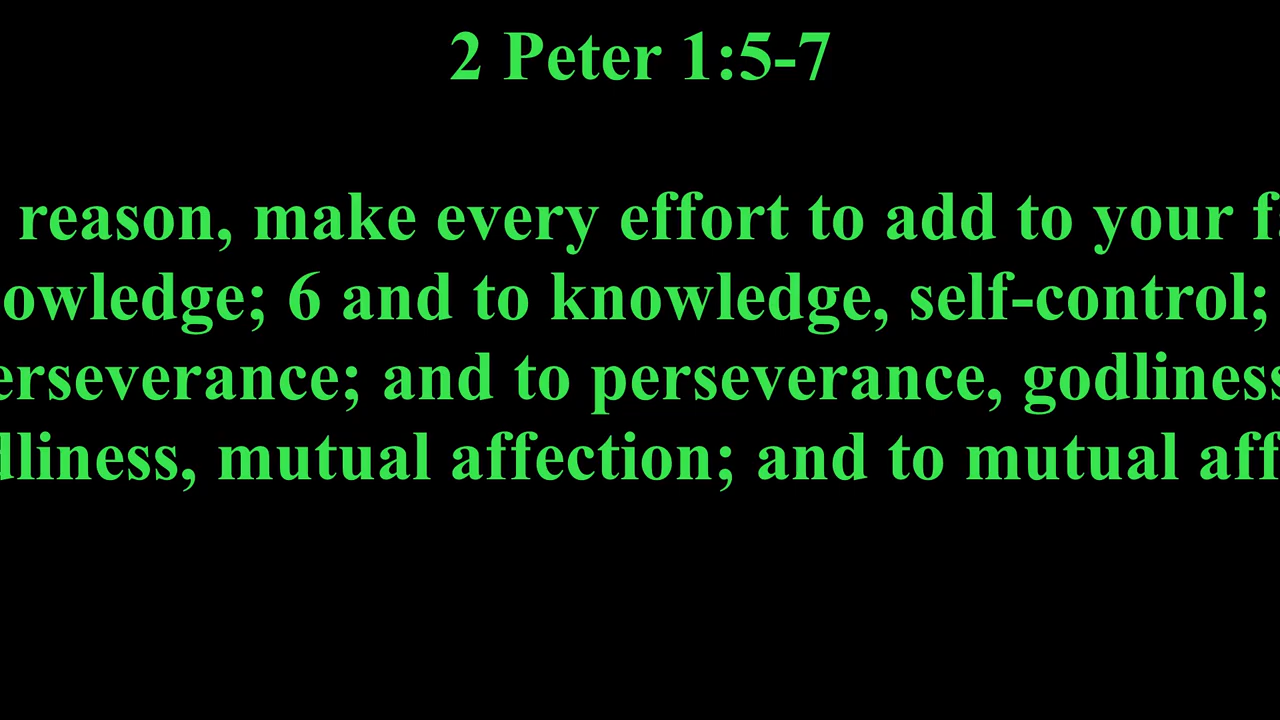 2 Peter 1:5-7
reason, make every effort to add to your
owledge; 6 and to knowledge, self-control;
erseverance; and to perseverance, godliness
dliness, mutual affection; and to mutual aff